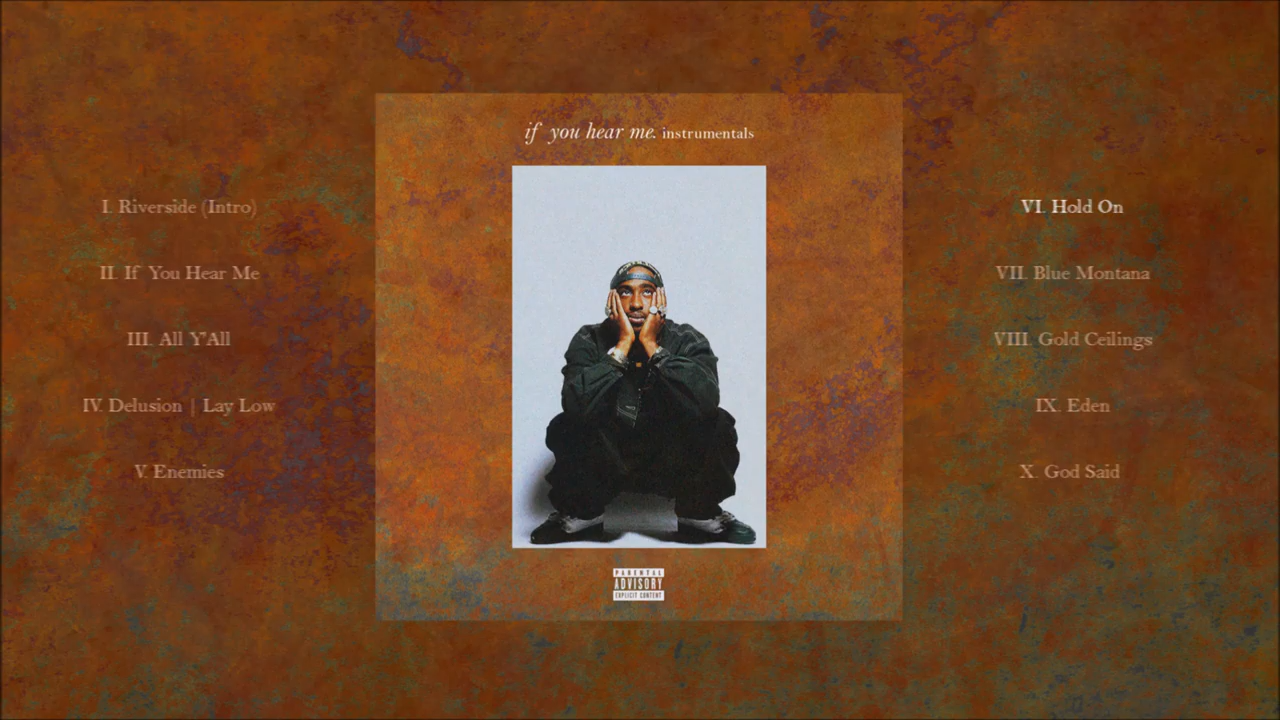 if you hear me. instrumentals
I. Riverside (Intro)
II. If You Hear Me
III. All Y'All
IV. Delusion | Lay Low
V. Enemies
VI. Hold On
VII. Blue Montana
VIII. Gold Ceilings
IX. Eden
X. God Said
PARENTAL
ADVISORY
EXPLICIT CONTENT